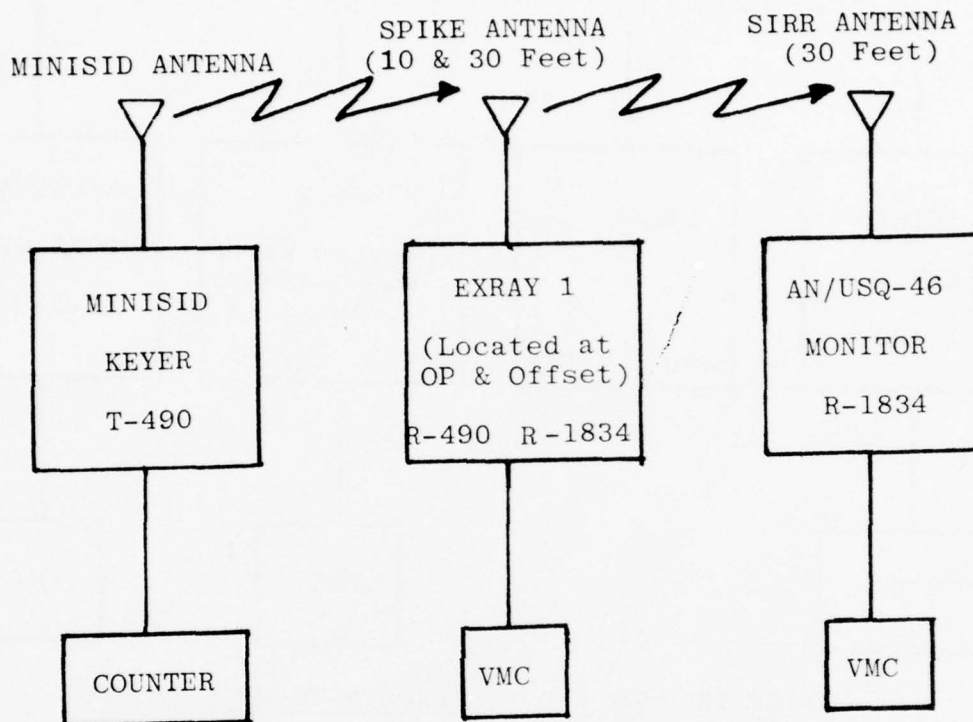 MINISID ANTENNA
SPIKE ANTENNA
(10 & 30 Feet)
SIRR ANTENNA
(30 Feet)
MINISID
KEYER
T-490
EXRAY 1
(Located at
OP & Offset)
R-490 R-1834
AN/USQ-46
MONITOR
R-1834
COUNTER
VMC
VMC